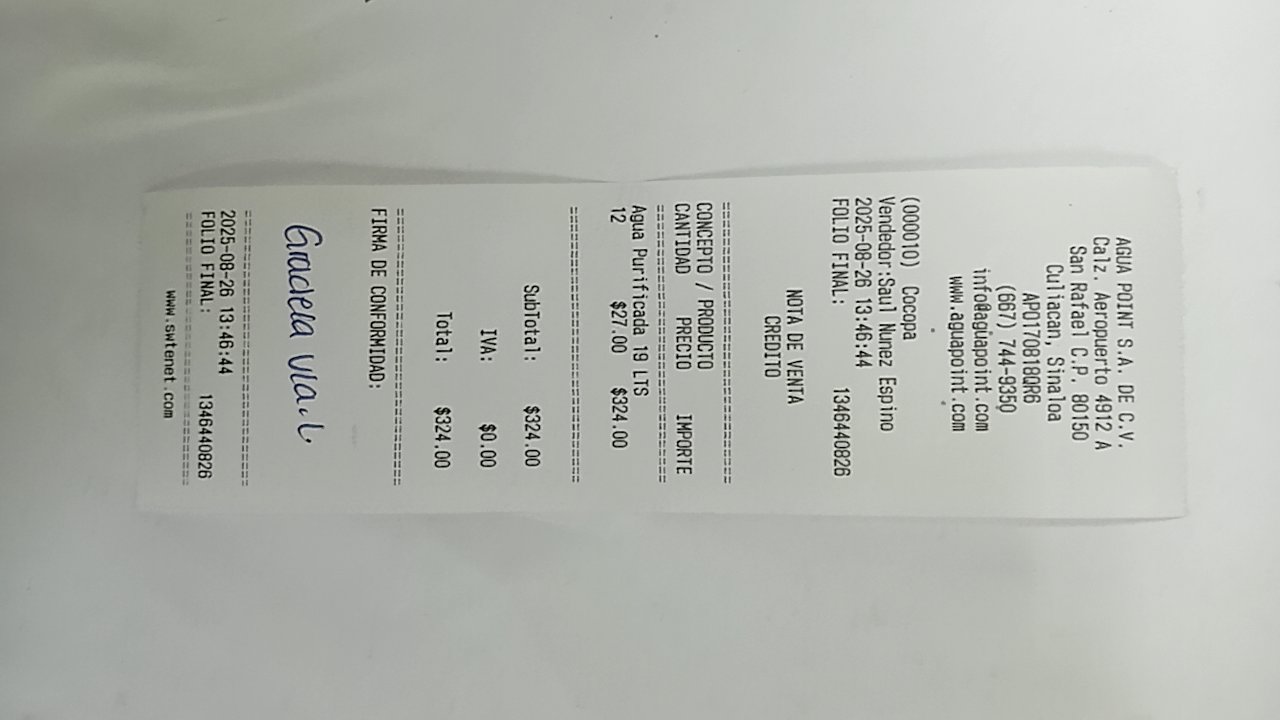 AGUA POINT S.A. DE C.V.
Calz. Aeropuerto 4912 A
San Rafael C.P. 80150
Culiacan, Sinaloa
APO1708180R6
(667) 744-9350
info@aguapoint.com
www.aguapoint.com
(000010) Cocopa
Vendedor:Saul Nunez Espino
2025-08-26 13:46:44
FOLIO FINAL: 1346440826
NOTA DE VENTA
CREDITO
CONCEPTO / PRODUCTO
CANTIDAD PRECIO IMPORTE
Agua Purificada 19 LTS
12 $27.00 $324.00
SubTotal: $324.00
IVA: $0.00
Total: $324.00
FIRMA DE CONFORMIDAD:
Graciela Vla. L.
2025-08-26 13:46:44
FOLIO FINAL: 1346440826
www.swtenet.com